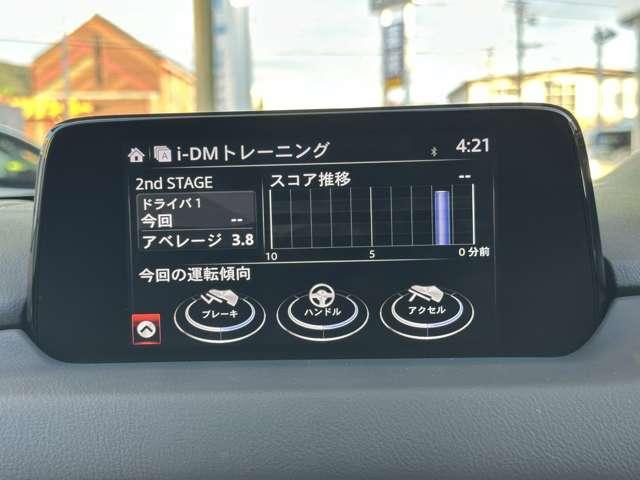 A i-DMトレーニング 4:21
2nd STAGE
ドライバ 1
今回 --
アベレージ 3.8
スコア推移 --
10 5 0 分前
今回の運転傾向
ブレーキ ハンドル アクセル